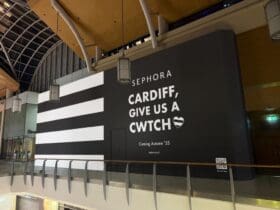 SEPHORA
CARDIFF,
GIVE US A
CWTCH
Coming Autumn '25